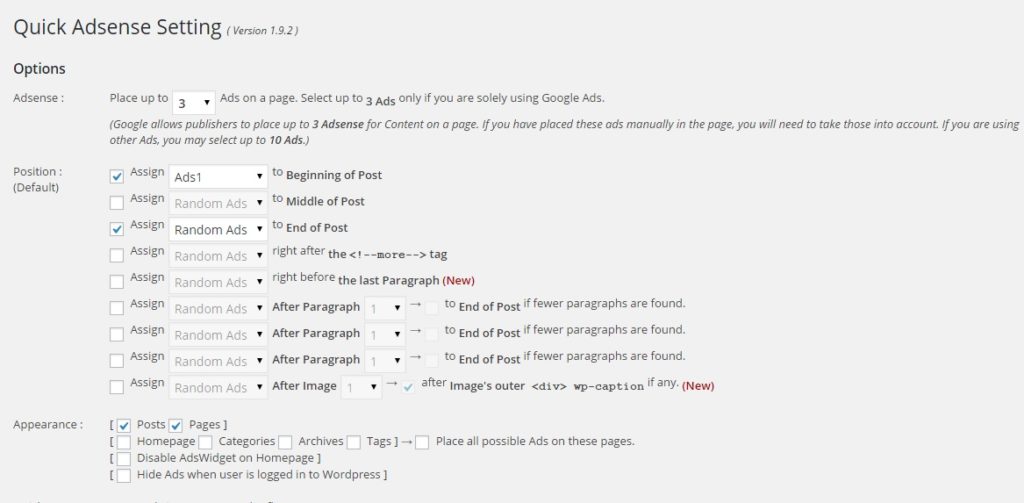 Quick Adsense Setting ( Version 1.9.2 )
Options
Adsense : Place up to 3 Ads on a page. Select up to 3 Ads only if you are solely using Google Ads.
(Google allows publishers to place up to 3 Adsense for Content on a page. If you have placed these ads manually in the page, you will need to take those into account. If you are using
other Ads, you may select up to 10 Ads.)
Position : Assign Ads1 to Beginning of Post
(Default)
Assign Random Ads to Middle of Post
Assign Random Ads to End of Post
Assign Random Ads right after the <!--more--> tag
Assign Random Ads right before the last Paragraph (New)
Assign Random Ads After Paragraph 1 → to End of Post if fewer paragraphs are found.
Assign Random Ads After Paragraph 1 → to End of Post if fewer paragraphs are found.
Assign Random Ads After Paragraph 1 → to End of Post if fewer paragraphs are found.
Assign Random Ads After Image 1 → after Image's outer <div> wp-caption if any. (New)
Appearance : [ Posts Pages ]
[ Homepage Categories Archives Tags ] → Place all possible Ads on these pages.
[ Disable AdsWidget on Homepage ]
[ Hide Ads when user is logged in to Wordpress ]